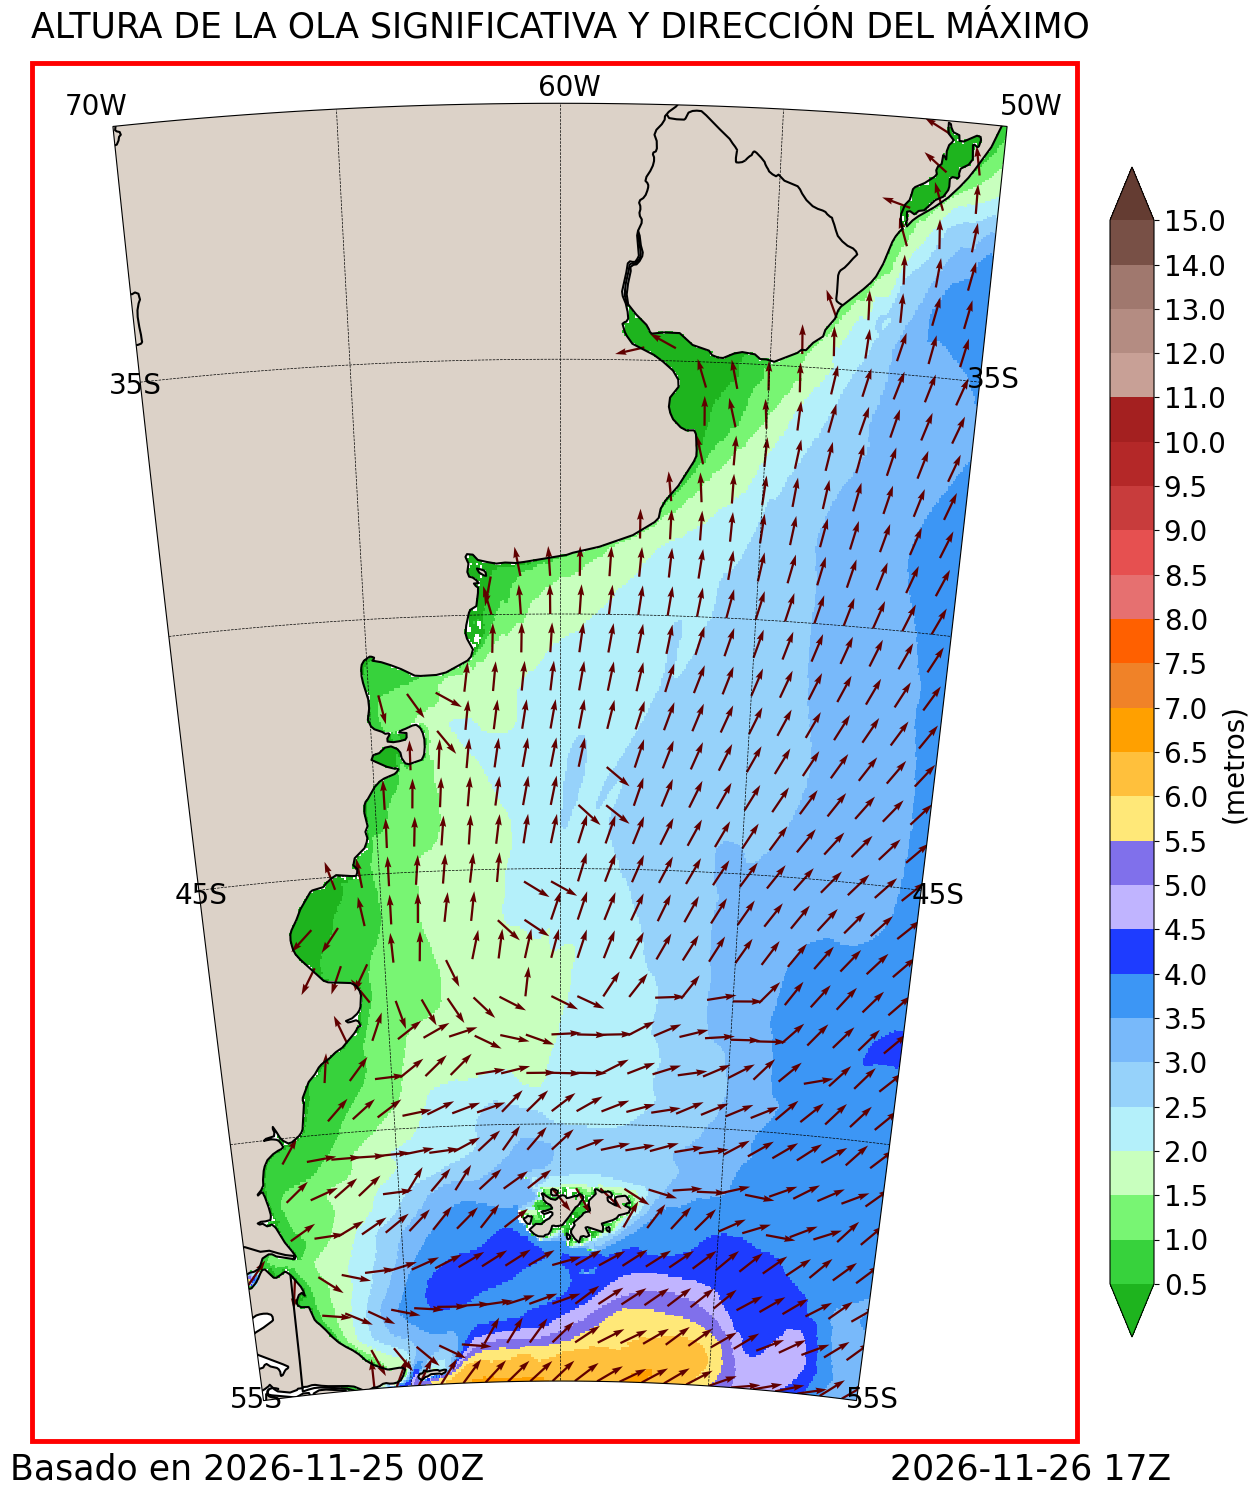 ALTURA DE LA OLA SIGNIFICATIVA Y DIRECCIÓN DEL MÁXIMO
70W
60W
50W
35S
35S
45S
45S
55S
55S
15.0
14.0
13.0
12.0
11.0
10.0
9.5
9.0
8.5
8.0
7.5
7.0
6.5
6.0
5.5
5.0
4.5
4.0
3.5
3.0
2.5
2.0
1.5
1.0
0.5
(metros)
Basado en 2026-11-25 00Z
2026-11-26 17Z